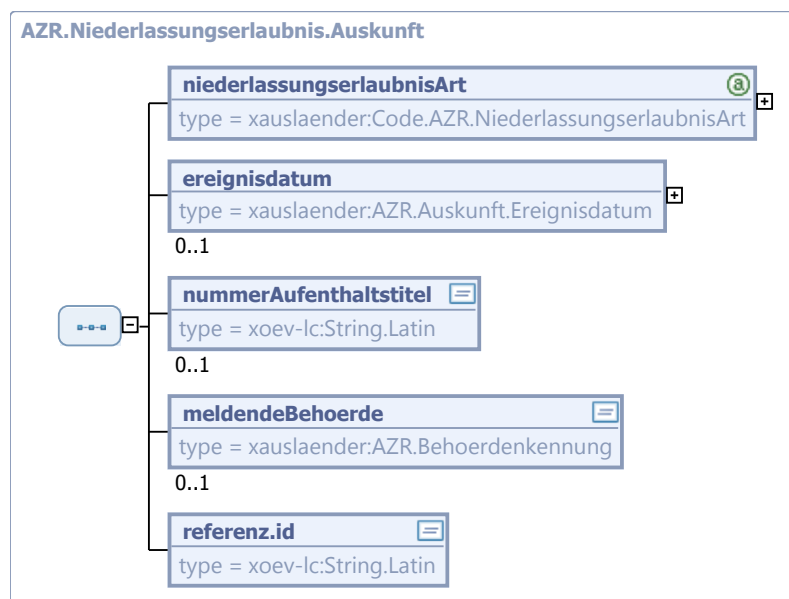 AZR.Niederlassungserlaubnis.Auskunft
niederlassungserlaubnisArt
type = xauslaender:Code.AZR.NiederlassungserlaubnisArt
ereignisdatum
type = xauslaender:AZR.Auskunft.Ereignisdatum
0..1
nummerAufenthaltstitel
type = xoev-lc:String.Latin
0..1
meldendeBehoerde
type = xauslaender:AZR.Behoerdenkennung
0..1
referenz.id
type = xoev-lc:String.Latin